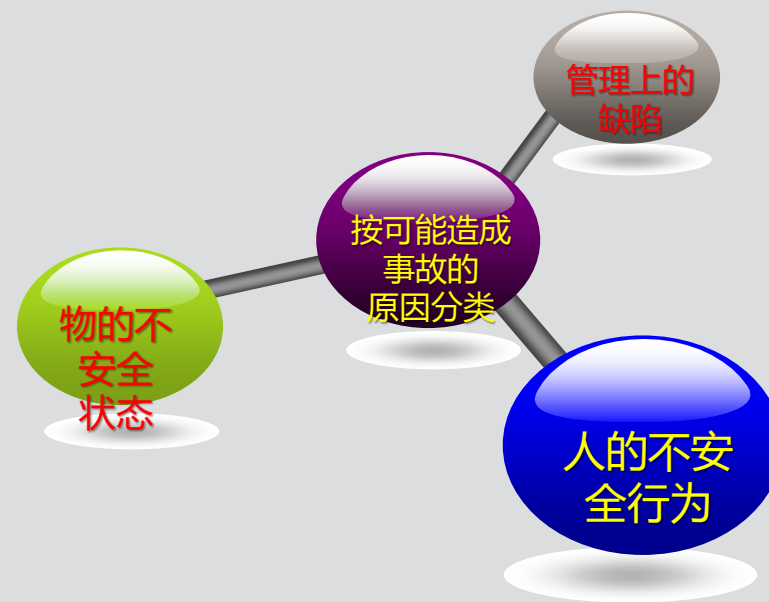 管理上的
缺陷
按可能造成
事故的
原因分类
物的不
安全
状态
人的不安
全行为